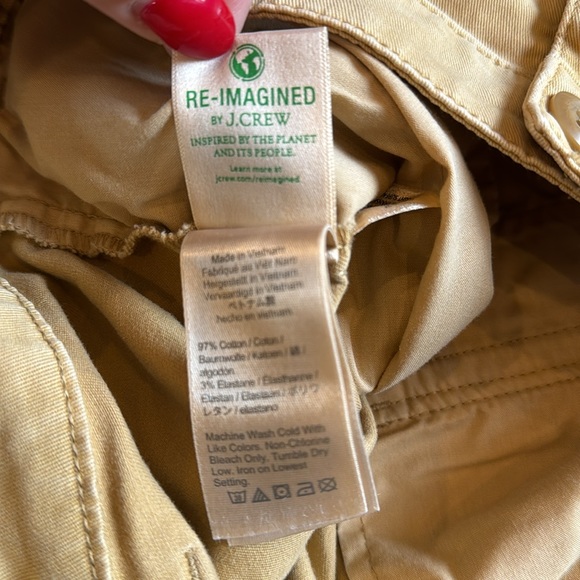 RE-IMAGINED
BY J.CREW
INSPIRED BY THE PLANET
AND ITS PEOPLE.
Learn more at
jcrew.com/reimagined.
Made in Vietnam
Fabriqué au Việt Nam
Hergestellt in Vietnam
Vervaardigd in Vietnam
ベトナム製
hecho en vietnam
97% Cotton / Coton /
Baumwolle / Katoen / 綿 /
algodón
3% Elastane / Élasthanne /
Elastan / Elastaan / ポリウ
レタン / elastano
Machine Wash Cold With
Like Colors. Non-Chlorine
Bleach Only. Tumble Dry
Low. Iron on Lowest
Setting.